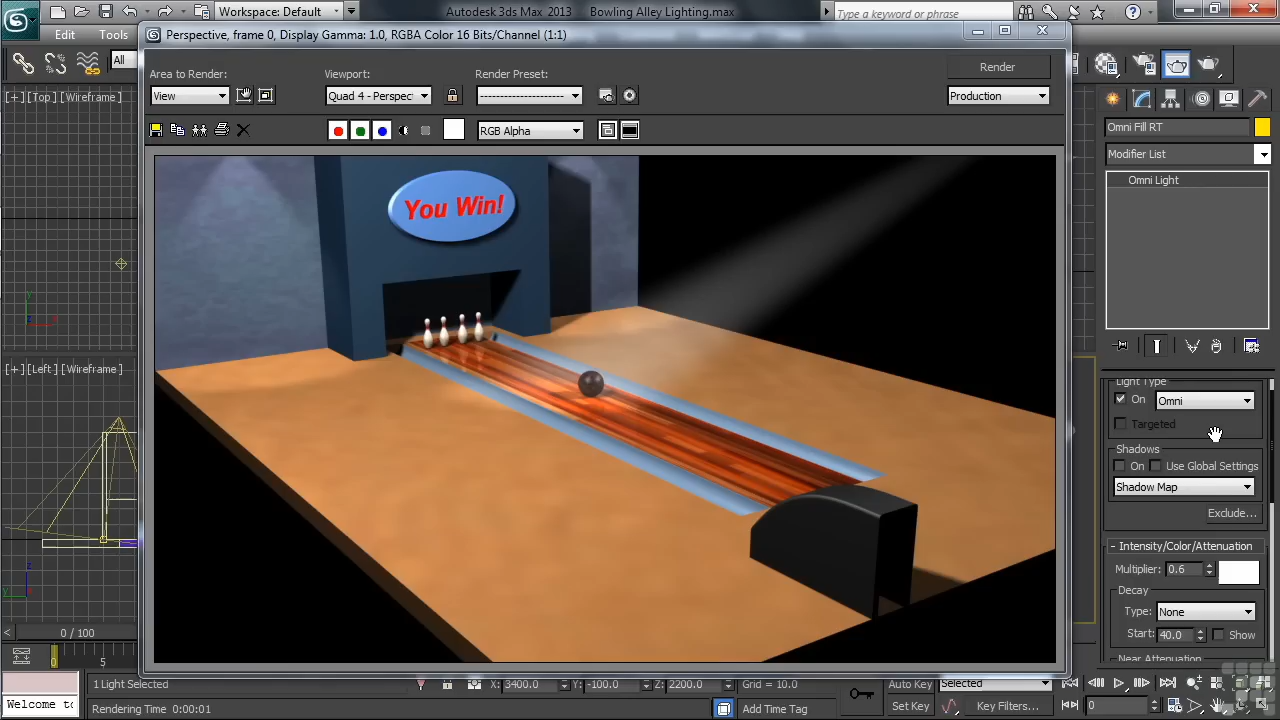 Workspace: Default
Autodesk 3ds Max 2013 Bowling Alley Lighting.max
Type a keyword or phrase
Edit
Tools
Perspective, frame 0, Display Gamma: 1.0, RGBA Color 16 Bits/Channel (1:1)
All
Area to Render:
Viewport:
Render Preset:
Render
View
Quad 4 - Perspect
Production
RGB Alpha
[+] [Top] [Wireframe]
Omni Fill RT
Modifier List
Omni Light
You Win!
[+] [Left] [Wireframe]
Light Type
On
Omni
Targeted
Shadows
On
Use Global Settings
Shadow Map
Exclude...
Intensity/Color/Attenuation
Multiplier: 0.6
Decay
Type: None
Start: 40.0
Show
Near Attenuation
0 / 100
0
5
1 Light Selected
X: 3400.0
Y: -100.0
Z: 2200.0
Grid = 10.0
Auto Key
Selected
Welcome to
Rendering Time 0:00:01
Add Time Tag
Set Key
Key Filters...
0